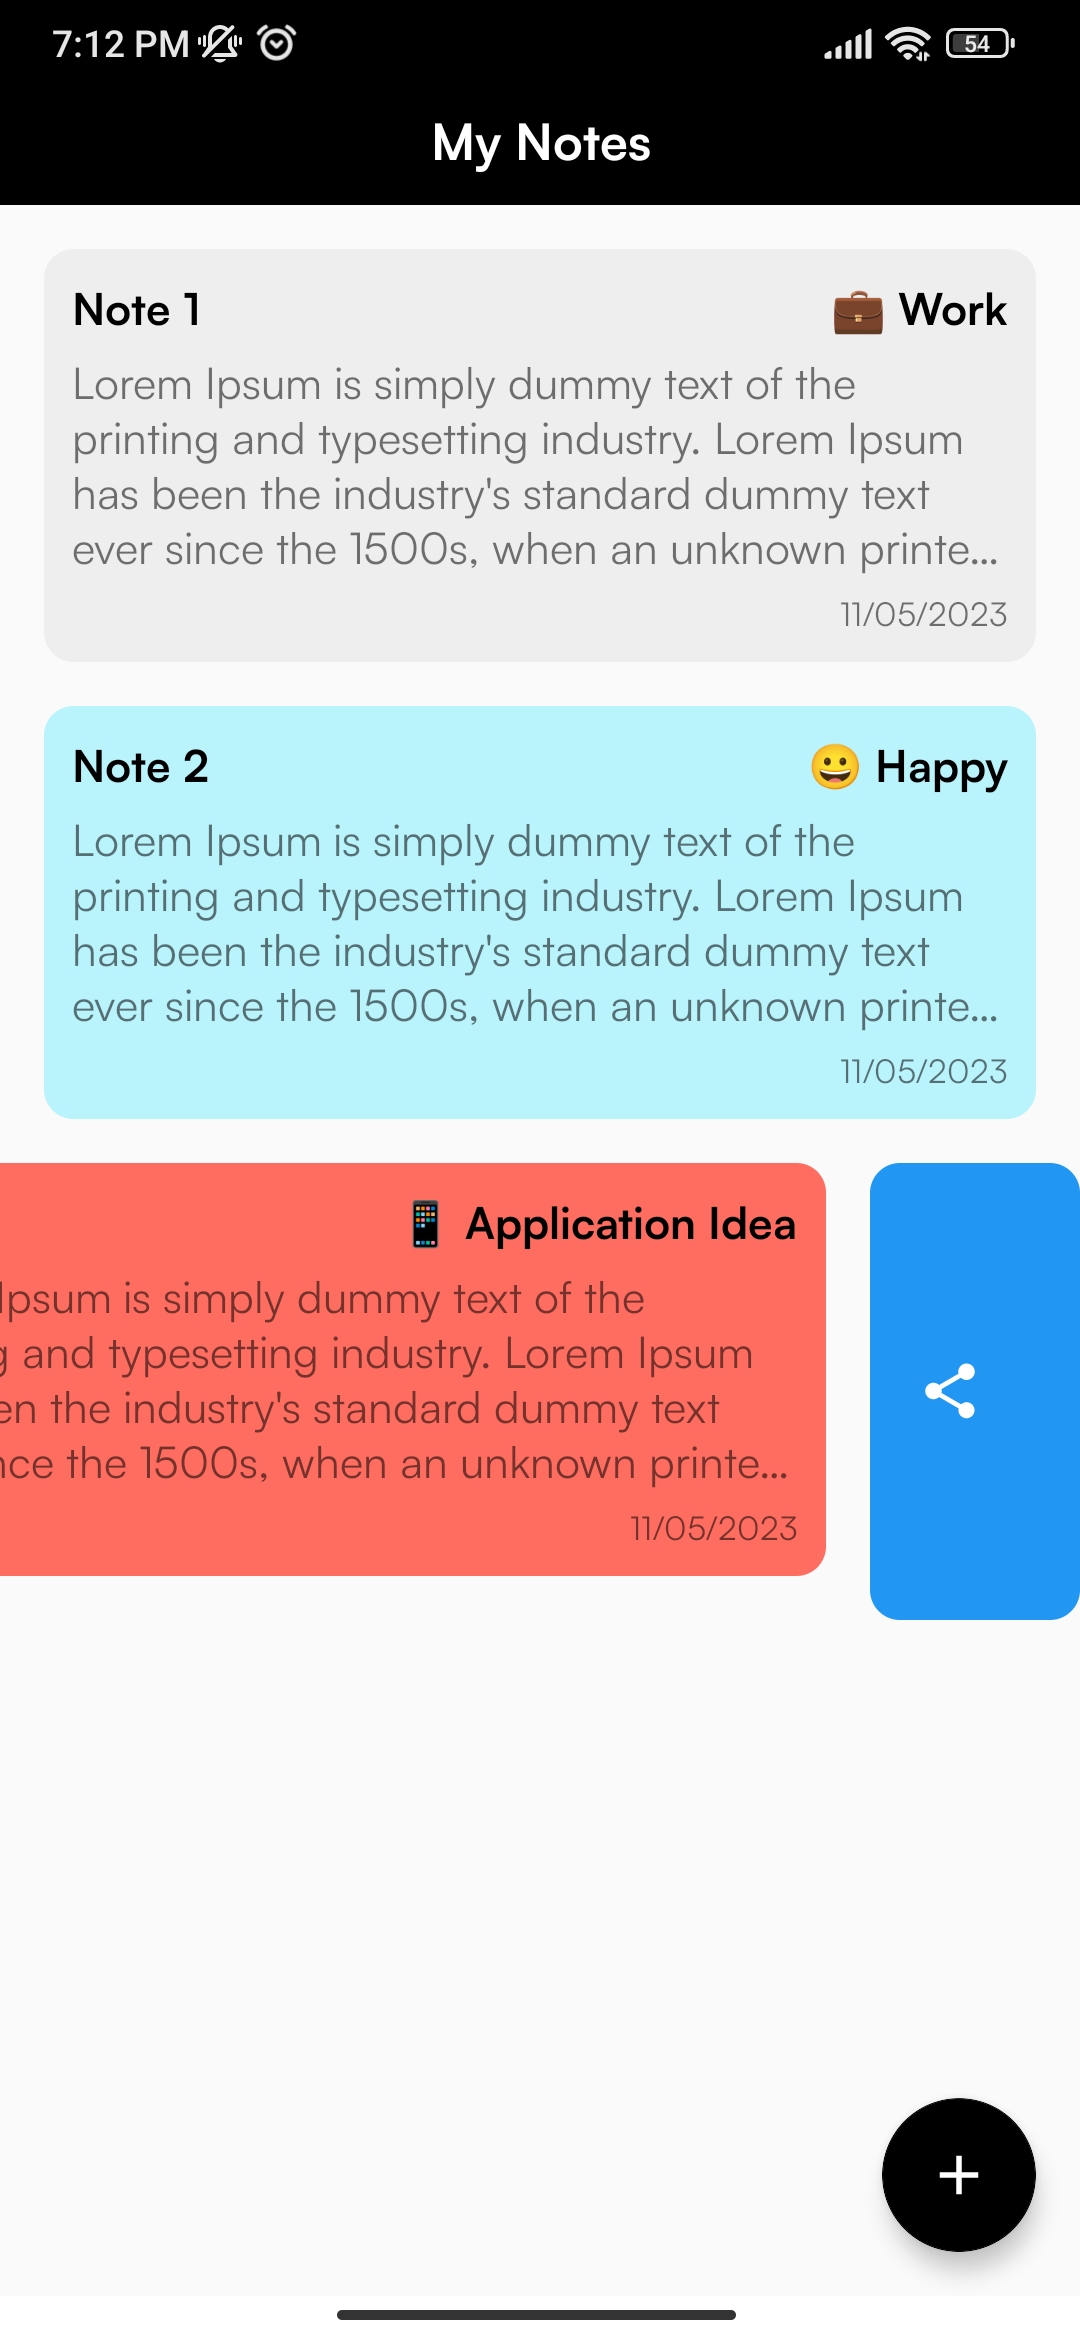 7:12 PM 54
My Notes
Note 1 💼 Work
Lorem Ipsum is simply dummy text of the
printing and typesetting industry. Lorem Ipsum
has been the industry's standard dummy text
ever since the 1500s, when an unknown printe...
11/05/2023
Note 2 😀 Happy
Lorem Ipsum is simply dummy text of the
printing and typesetting industry. Lorem Ipsum
has been the industry's standard dummy text
ever since the 1500s, when an unknown printe...
11/05/2023
📱 Application Idea
Ipsum is simply dummy text of the
g and typesetting industry. Lorem Ipsum
en the industry's standard dummy text
nce the 1500s, when an unknown printe...
11/05/2023